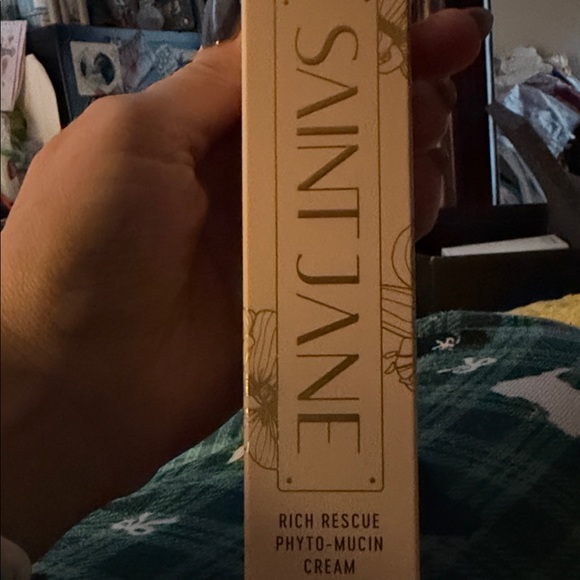 SAINT JANE
RICH RESCUE
PHYTO-MUCIN
CREAM